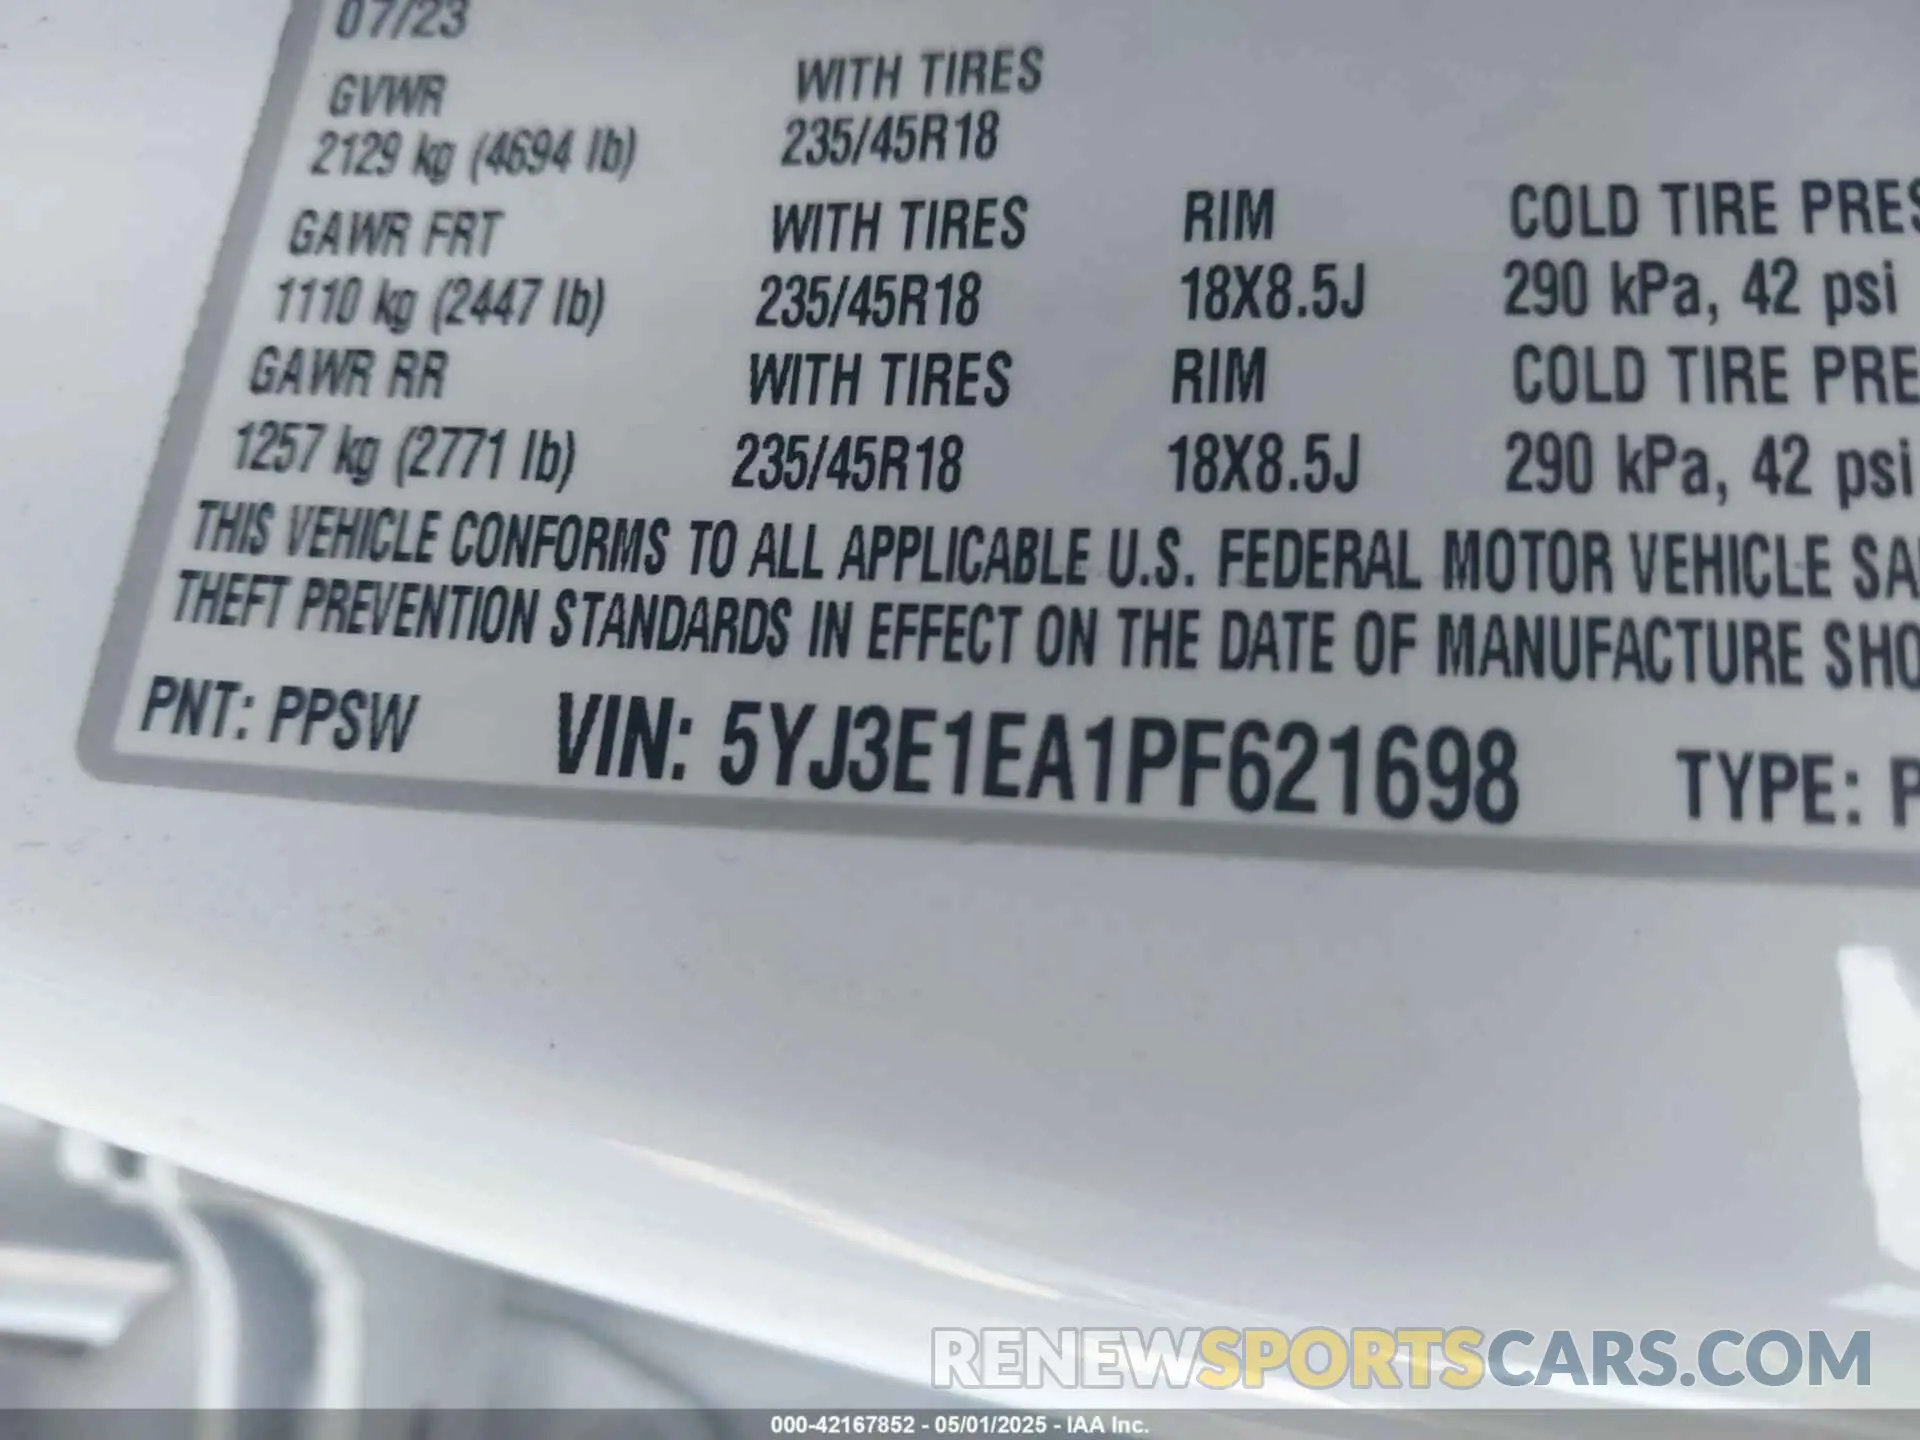 07/23
GVWR WITH TIRES
2129 kg (4694 lb) 235/45R18
GAWR FRT WITH TIRES RIM COLD TIRE PRES
1110 kg (2447 lb) 235/45R18 18X8.5J 290 kPa, 42 psi
GAWR RR WITH TIRES RIM COLD TIRE PRE
1257 kg (2771 lb) 235/45R18 18X8.5J 290 kPa, 42 psi
THIS VEHICLE CONFORMS TO ALL APPLICABLE U.S. FEDERAL MOTOR VEHICLE SA
THEFT PREVENTION STANDARDS IN EFFECT ON THE DATE OF MANUFACTURE SHO
PNT: PPSW VIN: 5YJ3E1EA1PF621698 TYPE: P
RENEWSPORTSCARS.COM
000-42167852 - 05/01/2025 - IAA Inc.